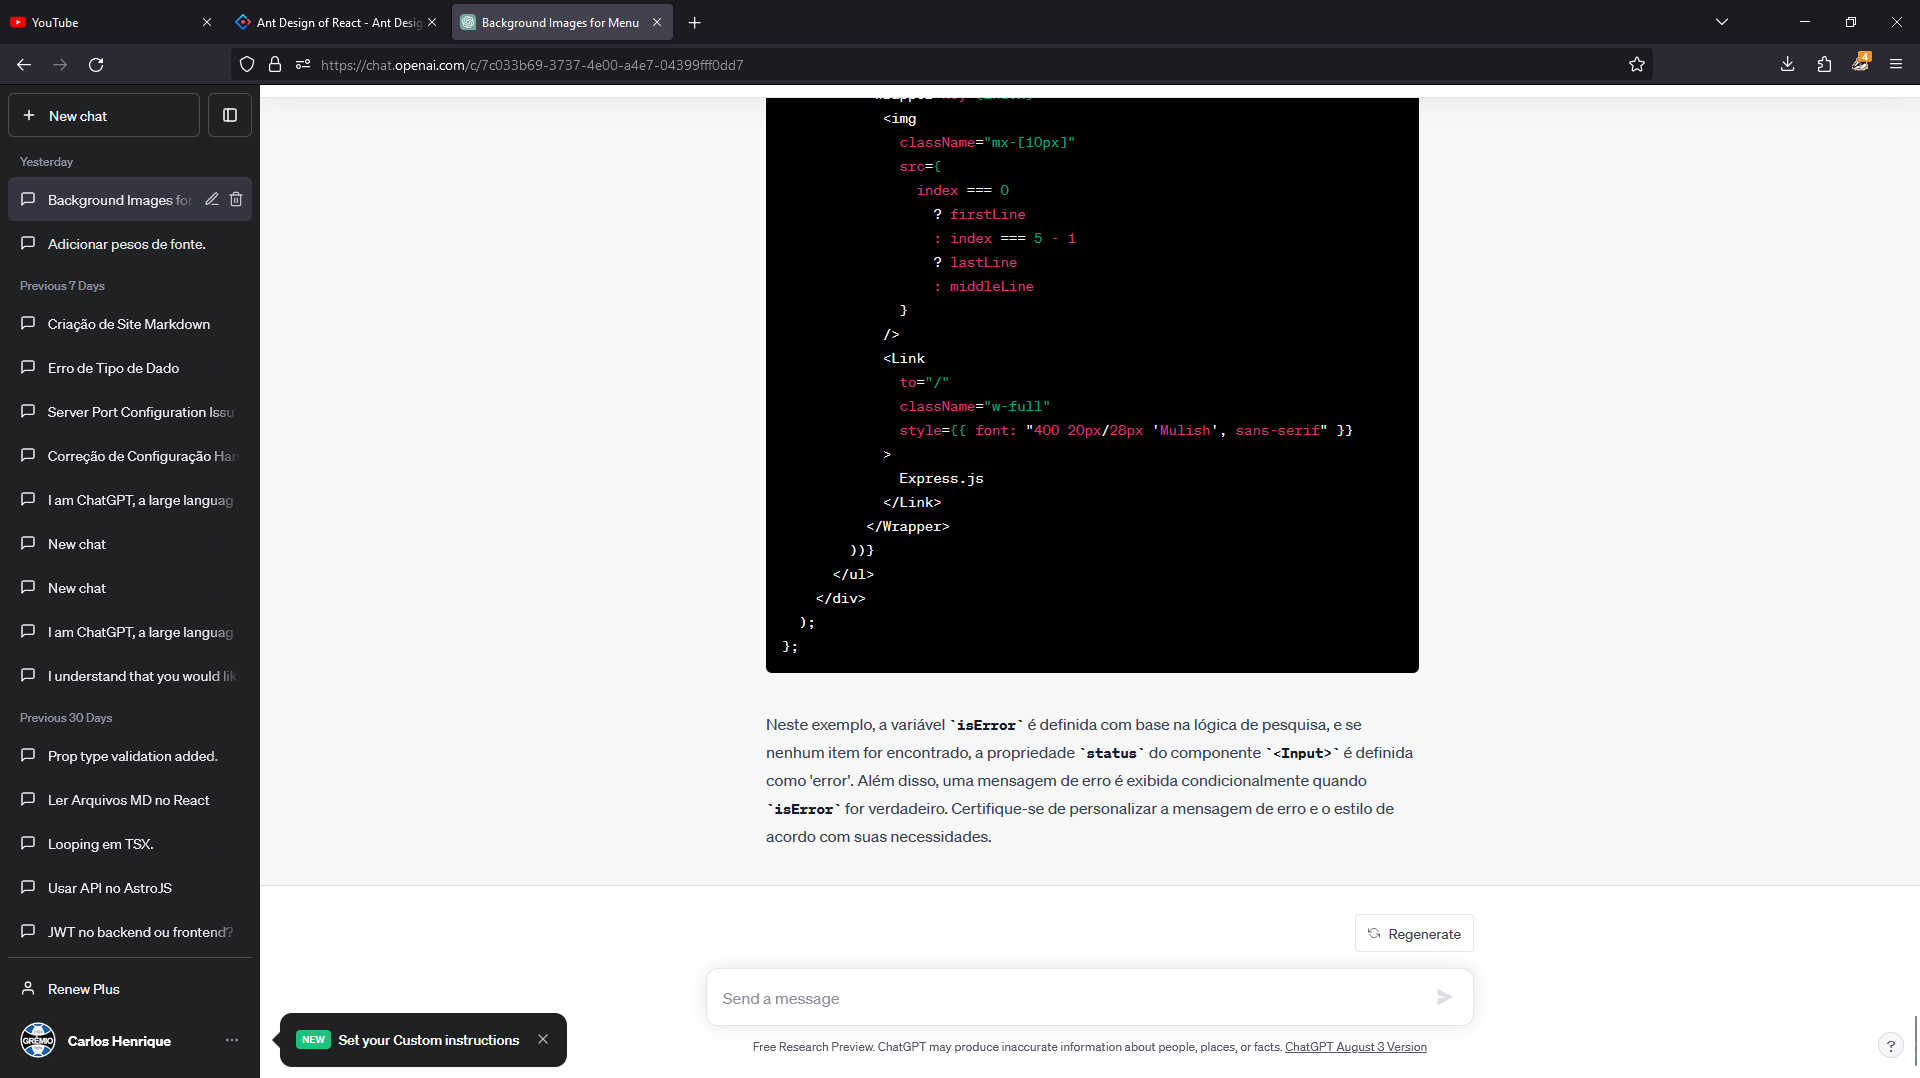 YouTube
Ant Design of React - Ant Desig
Background Images for Menu
https://chat.openai.com/c/7c033b69-3737-4e00-a4e7-04399fff0dd7
4
New chat
Yesterday
Background Images for
Adicionar pesos de fonte.
Previous 7 Days
Criação de Site Markdown
Erro de Tipo de Dado
Server Port Configuration Issu
Correção de Configuração Har
I am ChatGPT, a large languag
New chat
New chat
I am ChatGPT, a large languag
I understand that you would lik
Previous 30 Days
Prop type validation added.
Ler Arquivos MD no React
Looping em TSX.
Usar API no AstroJS
JWT no backend ou frontend?
Renew Plus
GRÊMIO
Carlos Henrique
<img
className="mx-[10px]"
src={
index === 0
? firstLine
: index === 5 - 1
? lastLine
: middleLine
}
/>
<Link
to="/"
className="w-full"
style={{ font: "400 20px/28px 'Mulish', sans-serif" }}
>
Express.js
</Link>
</Wrapper>
))}
</ul>
</div>
);
};
Neste exemplo, a variável `isError` é definida com base na lógica de pesquisa, e se
nenhum item for encontrado, a propriedade `status` do componente `<Input>` é definida
como 'error'. Além disso, uma mensagem de erro é exibida condicionalmente quando
`isError` for verdadeiro. Certifique-se de personalizar a mensagem de erro e o estilo de
acordo com suas necessidades.
Regenerate
Send a message
NEW Set your Custom instructions
Free Research Preview. ChatGPT may produce inaccurate information about people, places, or facts. ChatGPT August 3 Version
?